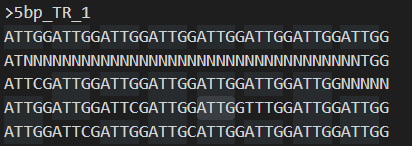 >5bp_TR_1
ATTGGATTGGATTGGATTGGATTGGATTGGATTGGATTGG
ATNNNNNNNNNNNNNNNNNNNNNNNNNNNNNNNNNNNTGG
ATTCGATTGGATTGGATTGGATTGGATTGGATTGGNNNNN
ATTGGATTGGATTCGATTGGATTGGTTTGGATTGGATTGG
ATTGGATTCGATTGGATTGCATTGGATTGGATTGGATTGG